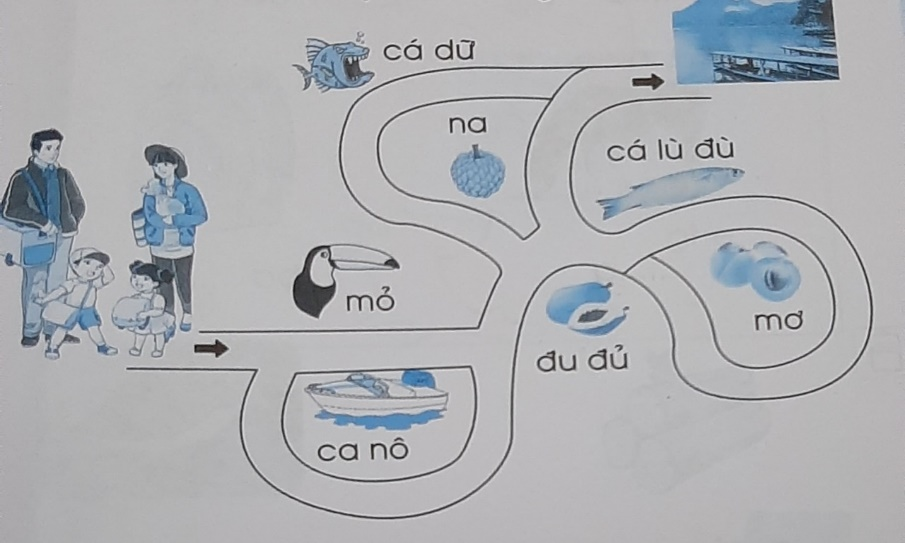 cá dữ
na
cá lù đù
mỏ
mơ
đu đủ
ca nô